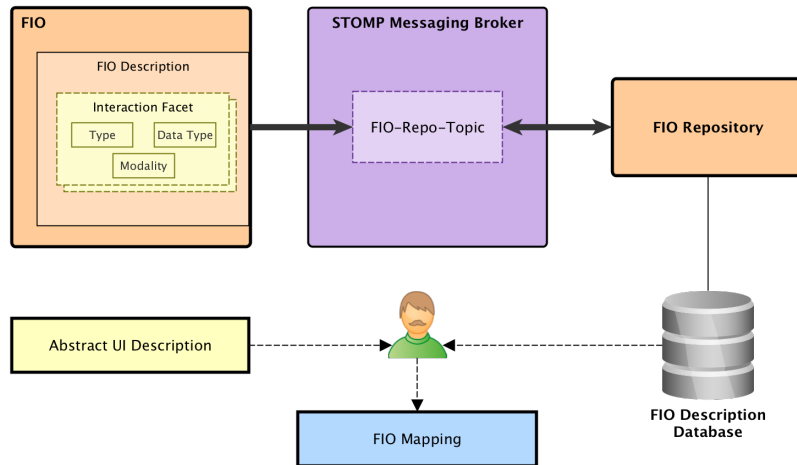 FIO
FIO Description
Interaction Facet
Type
Data Type
Modality
STOMP Messaging Broker
FIO-Repo-Topic
FIO Repository
Abstract UI Description
FIO Mapping
FIO Description
Database